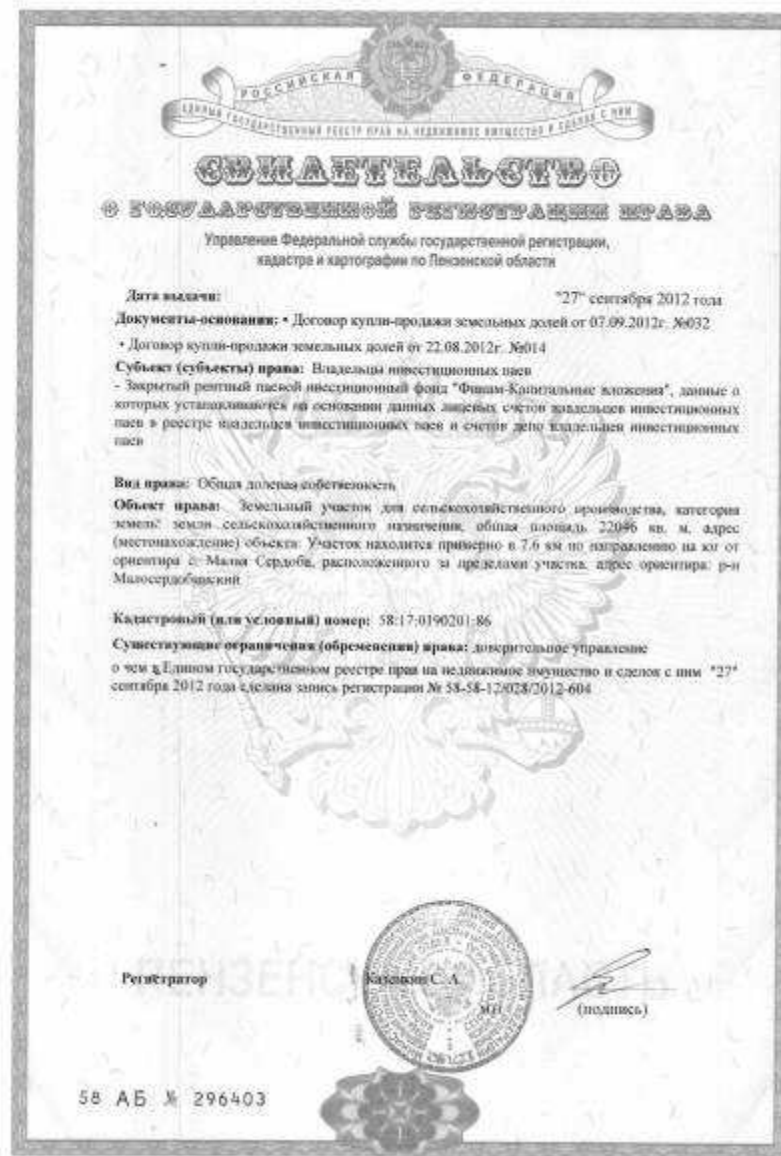 РОССИЙСКАЯ ФЕДЕРАЦИЯ
ЕДИНЫЙ ГОСУДАРСТВЕННЫЙ РЕЕСТР ПРАВ НА НЕДВИЖИМОЕ ИМУЩЕСТВО И СДЕЛОК С НИМ
СВИДЕТЕЛЬСТВО
О ГОСУДАРСТВЕННОЙ РЕГИСТРАЦИИ ПРАВА
Управление Федеральной службы государственной регистрации,
кадастра и картографии по Пензенской области
Дата выдачи: "27" сентября 2012 года
Документы-основания: • Договор купли-продажи земельных долей от 07.09.2012г. №032
• Договор купли-продажи земельных долей от 22.08.2012г. №014
Субъект (субъекты) права: Владельцы инвестиционных паев
- Закрытый рентный паевой инвестиционный фонд "Финам-Капитальные вложения", данные о
которых устанавливаются на основании данных лицевых счетов владельцев инвестиционных
паев в реестре владельцев инвестиционных паев и счетов депо владельцев инвестиционных
паев
Вид права: Общая долевая собственность
Объект права: Земельный участок для сельскохозяйственного производства, категория
земель: земли сельскохозяйственного назначения, общая площадь 22046 кв. м, адрес
(местонахождение) объекта: Участок находится примерно в 7.6 км по направлению на юг от
ориентира с. Малая Сердоба, расположенного за пределами участка, адрес ориентира: р-н
Малосердобинский
Кадастровый (или условный) номер: 58:17:0190201:86
Существующие ограничения (обременения) права: доверительное управление
о чем в Едином государственном реестре прав на недвижимое имущество и сделок с ним "27"
сентября 2012 года сделана запись регистрации № 58-58-12/028/2012-604
Регистратор Казенкин С. А.
М.П. (подпись)
58 АБ № 296403